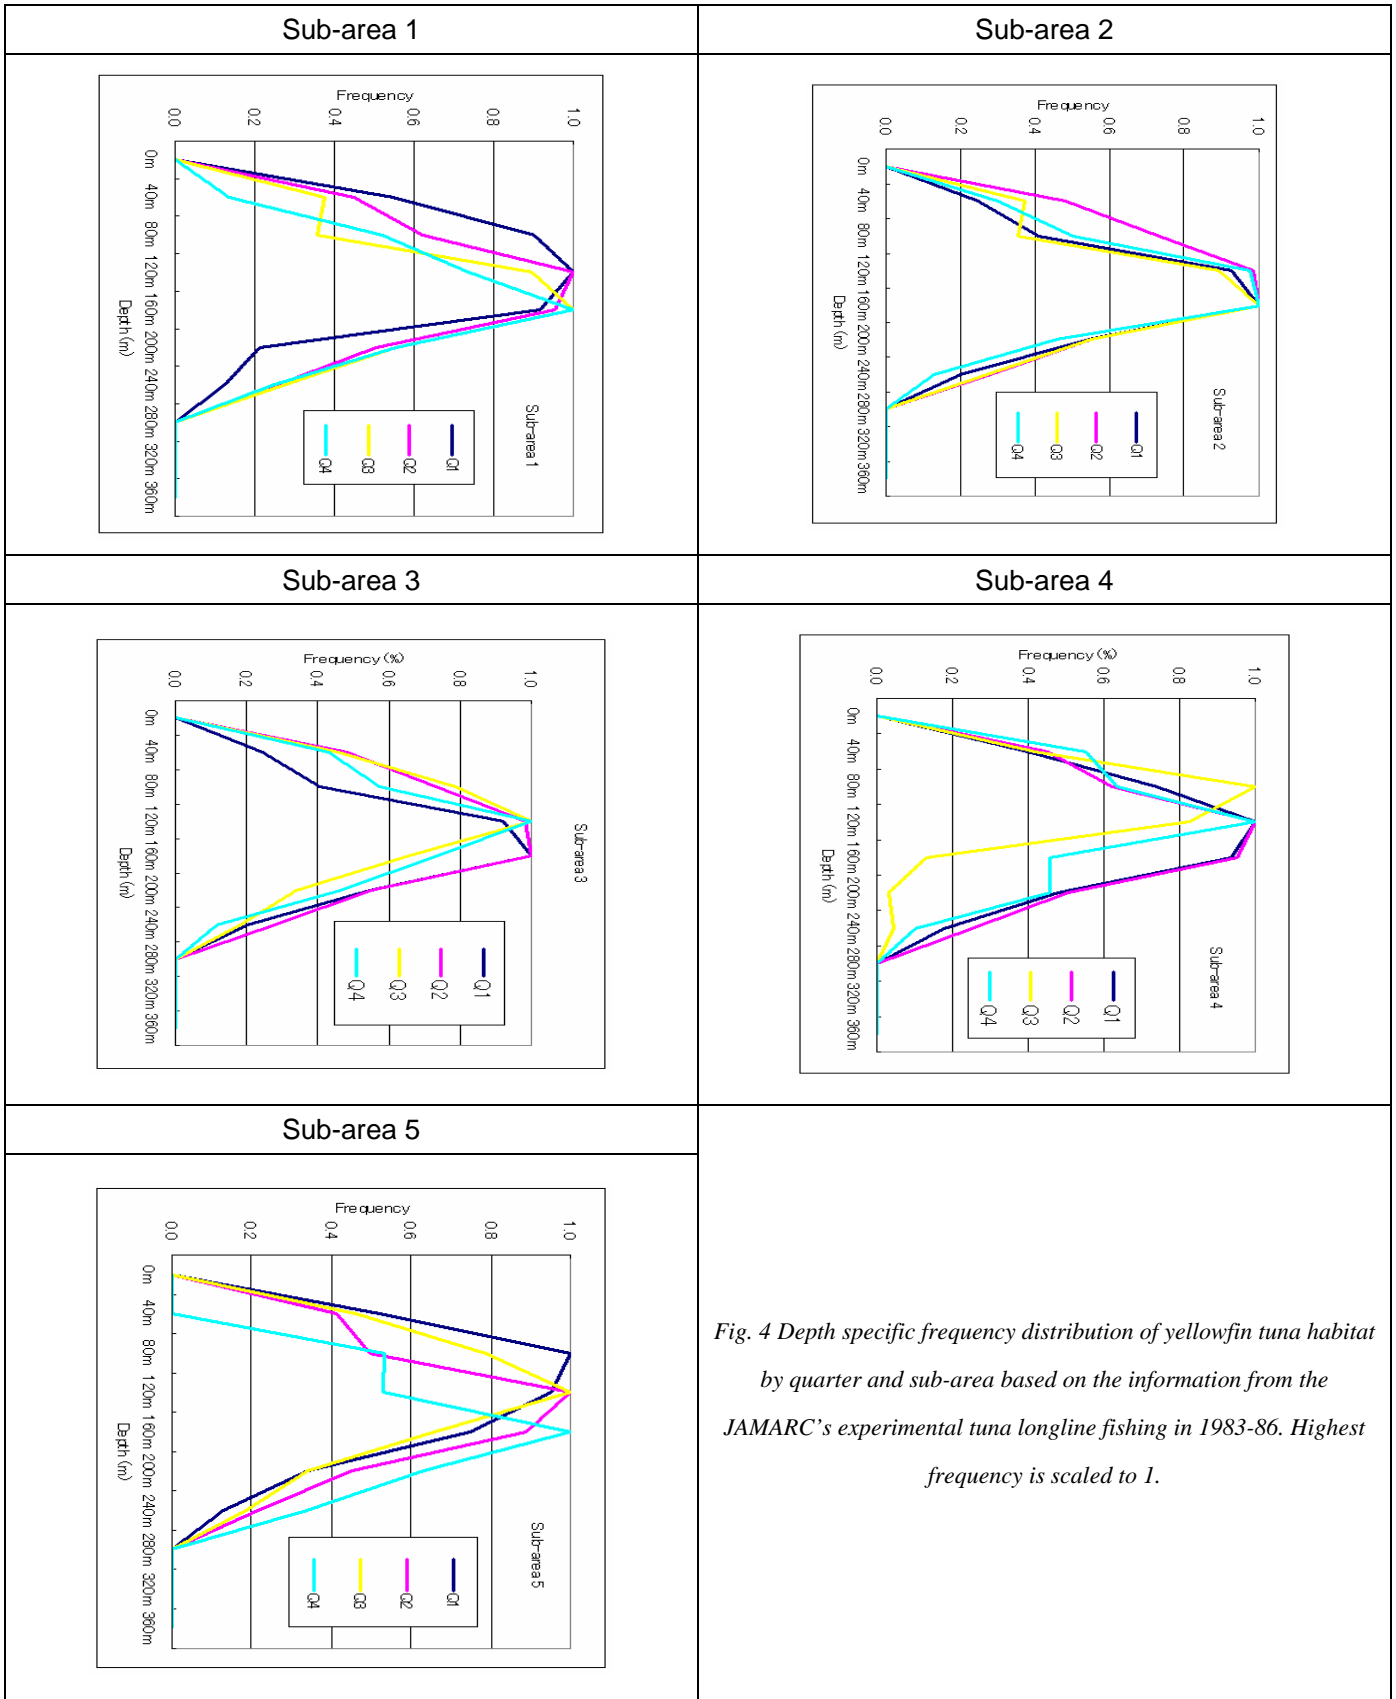 Sub-area 1
Sub-area 2
Frequency
0.0
0.2
0.4
0.6
0.8
1.0
0m
40m
80m
120m
160m
200m
240m
280m
320m
360m
Depth (m)
Sub-area 1
Q1
Q2
Q3
Q4
Frequency
0.0
0.2
0.4
0.6
0.8
1.0
0m
40m
80m
120m
160m
200m
240m
280m
320m
360m
Depth (m)
Sub-area 2
Q1
Q2
Q3
Q4
Sub-area 3
Sub-area 4
Frequency (%)
0.0
0.2
0.4
0.6
0.8
1.0
0m
40m
80m
120m
160m
200m
240m
280m
320m
360m
Depth (m)
Sub-area 3
Q1
Q2
Q3
Q4
Frequency (%)
0.0
0.2
0.4
0.6
0.8
1.0
0m
40m
80m
120m
160m
200m
240m
280m
320m
360m
Depth (m)
Sub-area 4
Q1
Q2
Q3
Q4
Sub-area 5
Frequency
0.0
0.2
0.4
0.6
0.8
1.0
0m
40m
80m
120m
160m
200m
240m
280m
320m
360m
Depth (m)
Sub-area 5
Q1
Q2
Q3
Q4
Fig. 4 Depth specific frequency distribution of yellowfin tuna habitat
by quarter and sub-area based on the information from the
JAMARC's experimental tuna longline fishing in 1983-86. Highest
frequency is scaled to 1.